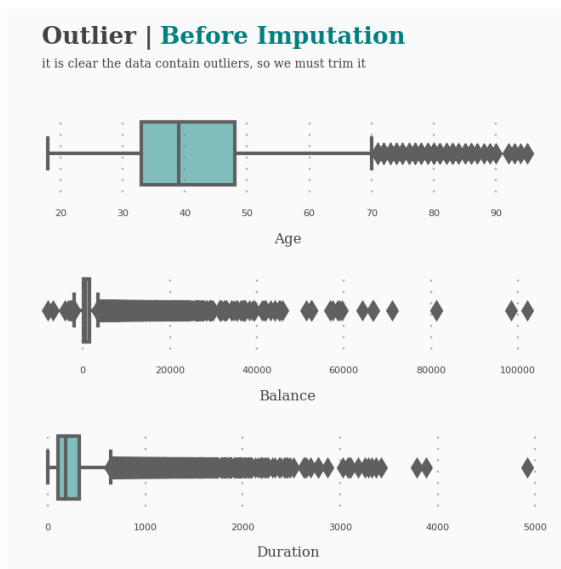 Outlier | Before Imputation
it is clear the data contain outliers, so we must trim it
20 30 40 50 60 70 80 90
Age
0 20000 40000 60000 80000 100000
Balance
0 1000 2000 3000 4000 5000
Duration